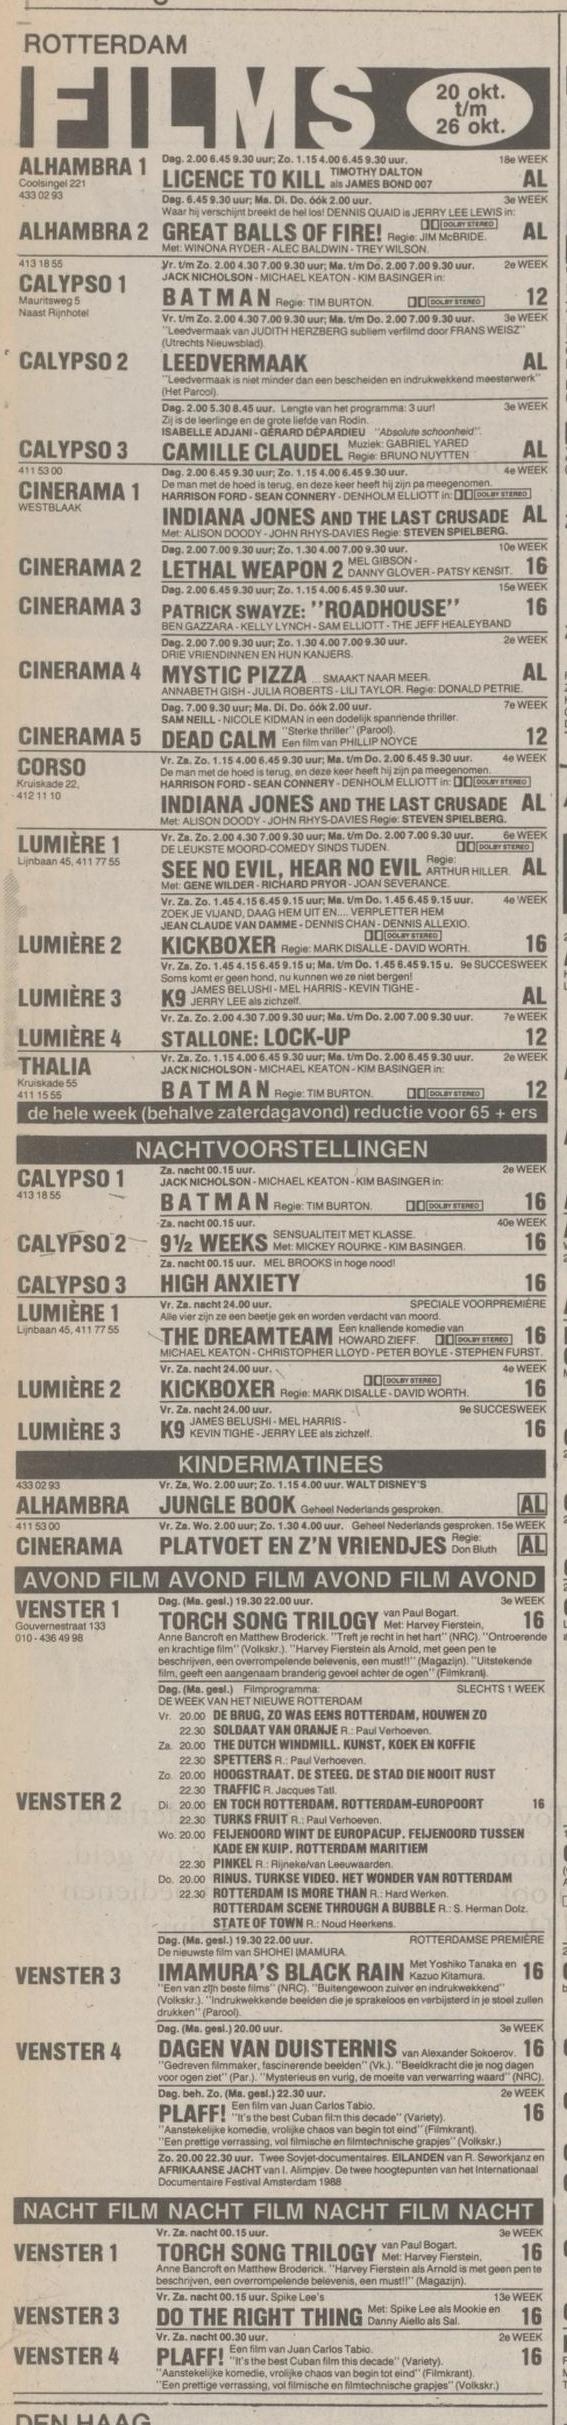 ROTTERDAM
FILMS
20 okt.
t/m
26 okt.
ALHAMBRA 1
Coolsingel 221
433 02 93
Dag. 2.00 6.45 9.30 uur; Zo. 1.15 4.00 6.45 9.30 uur. 18e WEEK
LICENCE TO KILL TIMOTHY DALTON als JAMES BOND 007 AL
Dag. 6.45 9.30 uur; Ma. Di. Do. óók 2.00 uur. 3e WEEK
Waar hij verschijnt breekt de hel los! DENNIS QUAID is JERRY LEE LEWIS in:
DOLBY STEREO
ALHAMBRA 2 GREAT BALLS OF FIRE! Regie: JIM McBRIDE. AL
Met: WINONA RYDER - ALEC BALDWIN - TREY WILSON.
413 18 55
CALYPSO 1
Mauritsweg 5
Naast Rijnhotel
Vr. t/m Zo. 2.00 4.30 7.00 9.30 uur; Ma. t/m Do. 2.00 7.00 9.30 uur. 2e WEEK
JACK NICHOLSON - MICHAEL KEATON - KIM BASINGER in:
BATMAN Regie: TIM BURTON. DOLBY STEREO 12
Vr. t/m Zo. 2.00 4.30 7.00 9.30 uur; Ma. t/m Do. 2.00 7.00 9.30 uur. 3e WEEK
"Leedvermaak van JUDITH HERZBERG subliem verfilmd door FRANS WEISZ"
(Utrechts Nieuwsblad).
CALYPSO 2 LEEDVERMAAK AL
"Leedvermaak is niet minder dan een bescheiden en indrukwekkend meesterwerk"
(Het Parool).
Dag. 2.00 5.30 8.45 uur. Lengte van het programma: 3 uur! 3e WEEK
Zij is de leerlinge en de grote liefde van Rodin.
ISABELLE ADJANI - GÉRARD DÉPARDIEU "Absolute schoonheid".
CALYPSO 3 CAMILLE CLAUDEL Muziek: GABRIEL YARED Regie: BRUNO NUYTTEN AL
411 53 00
CINERAMA 1
WESTBLAAK
Dag. 2.00 6.45 9.30 uur; Zo. 1.15 4.00 6.45 9.30 uur. 4e WEEK
De man met de hoed is terug, en deze keer heeft hij zijn pa meegenomen.
HARRISON FORD - SEAN CONNERY - DENHOLM ELLIOTT in: DOLBY STEREO
INDIANA JONES AND THE LAST CRUSADE AL
Met: ALISON DOODY - JOHN RHYS-DAVIES Regie: STEVEN SPIELBERG.
Dag. 2.00 7.00 9.30 uur; Zo. 1.30 4.00 7.00 9.30 uur. 10e WEEK
CINERAMA 2 LETHAL WEAPON 2 MEL GIBSON - DANNY GLOVER - PATSY KENSIT. 16
Dag. 2.00 6.45 9.30 uur; Zo. 1.15 4.00 6.45 9.30 uur. 15e WEEK
CINERAMA 3 PATRICK SWAYZE: "ROADHOUSE" 16
BEN GAZZARA - KELLY LYNCH - SAM ELLIOTT - THE JEFF HEALEYBAND
Dag. 2.00 7.00 9.30 uur; Zo. 1.30 4.00 7.00 9.30 uur. 2e WEEK
DRIE VRIENDINNEN EN HUN KANJERS.
CINERAMA 4 MYSTIC PIZZA ... SMAAKT NAAR MEER. AL
ANNABETH GISH - JULIA ROBERTS - LILI TAYLOR. Regie: DONALD PETRIE.
Dag. 7.00 9.30 uur; Ma. Di. Do. óók 2.00 uur. 7e WEEK
SAM NEILL - NICOLE KIDMAN in een dodelijk spannende thriller.
CINERAMA 5 DEAD CALM "Sterke thriller" (Parool). Een film van PHILLIP NOYCE 12
CORSO
Kruiskade 22,
412 11 10
Vr. Za. Zo. 1.15 4.00 6.45 9.30 uur; Ma. t/m Do. 2.00 6.45 9.30 uur. 4e WEEK
De man met de hoed is terug, en deze keer heeft hij zijn pa meegenomen.
HARRISON FORD - SEAN CONNERY - DENHOLM ELLIOTT in: DOLBY STEREO
INDIANA JONES AND THE LAST CRUSADE AL
Met: ALISON DOODY - JOHN RHYS-DAVIES Regie: STEVEN SPIELBERG.
LUMIÈRE 1
Lijnbaan 45, 411 77 55
Vr. Za. Zo. 2.00 4.30 7.00 9.30 uur; Ma. t/m Do. 2.00 7.00 9.30 uur. 6e WEEK
DE LEUKSTE MOORD-COMEDY SINDS TIJDEN. DOLBY STEREO
SEE NO EVIL, HEAR NO EVIL Regie: ARTHUR HILLER. AL
Met: GENE WILDER - RICHARD PRYOR - JOAN SEVERANCE.
Vr. Za. Zo. 1.45 4.15 6.45 9.15 uur; Ma. t/m Do. 1.45 6.45 9.15 uur. 4e WEEK
ZOEK JE VIJAND, DAAG HEM UIT EN.... VERPLETTER HEM
JEAN CLAUDE VAN DAMME - DENNIS CHAN - DENNIS ALLEXIO.
DOLBY STEREO
LUMIÈRE 2 KICKBOXER Regie: MARK DISALLE - DAVID WORTH. 16
Vr. Za. Zo. 1.45 4.15 6.45 9.15 u; Ma. t/m Do. 1.45 6.45 9.15 u. 9e SUCCESWEEK
Soms komt er geen hond, nu kunnen we ze niet bergen!
LUMIÈRE 3 K9 JAMES BELUSHI - MEL HARRIS - KEVIN TIGHE - JERRY LEE als zichzelf. AL
Vr. Za. Zo. 2.00 4.30 7.00 9.30 uur; Ma. t/m Do. 2.00 7.00 9.30 uur. 7e WEEK
LUMIÈRE 4 STALLONE: LOCK-UP 12
THALIA
Kruiskade 55
411 15 55
Vr. Za. Zo. 1.15 4.00 6.45 9.30 uur; Ma. t/m Do. 2.00 6.45 9.30 uur. 2e WEEK
JACK NICHOLSON - MICHAEL KEATON - KIM BASINGER in:
BATMAN Regie: TIM BURTON. DOLBY STEREO 12
de hele week (behalve zaterdagavond) reductie voor 65 + ers
NACHTVOORSTELLINGEN
CALYPSO 1
413 18 55
Za. nacht 00.15 uur. 2e WEEK
JACK NICHOLSON - MICHAEL KEATON - KIM BASINGER in:
BATMAN Regie: TIM BURTON. DOLBY STEREO 16
Za. nacht 00.15 uur. 40e WEEK
CALYPSO 2 9½ WEEKS SENSUALITEIT MET KLASSE. Met: MICKEY ROURKE - KIM BASINGER. 16
Za. nacht 00.15 uur. MEL BROOKS in hoge nood!
CALYPSO 3 HIGH ANXIETY 16
LUMIÈRE 1
Lijnbaan 45, 411 77 55
Vr. Za. nacht 24.00 uur. SPECIALE VOORPREMIÈRE
Alle vier zijn ze een beetje gek en worden verdacht van moord.
THE DREAMTEAM Een knallende komedie van HOWARD ZIEFF. DOLBY STEREO 16
MICHAEL KEATON - CHRISTOPHER LLOYD - PETER BOYLE - STEPHEN FURST.
Vr. Za. nacht 24.00 uur. 4e WEEK
DOLBY STEREO
LUMIÈRE 2 KICKBOXER Regie: MARK DISALLE - DAVID WORTH. 16
Vr. Za. nacht 24.00 uur. 9e SUCCESWEEK
LUMIÈRE 3 K9 JAMES BELUSHI - MEL HARRIS - KEVIN TIGHE - JERRY LEE als zichzelf. 16
KINDERMATINEES
433 02 93
Vr. Za. Wo. 2.00 uur; Zo. 1.15 4.00 uur. WALT DISNEY'S
ALHAMBRA JUNGLE BOOK Geheel Nederlands gesproken. AL
411 53 00
Vr. Za. Wo. 2.00 uur; Zo. 1.30 4.00 uur. Geheel Nederlands gesproken. 15e WEEK
CINERAMA PLATVOET EN Z'N VRIENDJES Regie: Don Bluth AL
AVOND FILM AVOND FILM AVOND FILM AVOND
VENSTER 1
Gouvernestraat 133
010 - 436 49 98
Dag. (Ma. gesl.) 19.30 22.00 uur. 3e WEEK
TORCH SONG TRILOGY van Paul Bogart. Met: Harvey Fierstein, 16
Anne Bancroft en Matthew Broderick. "Treft je recht in het hart" (NRC). "Ontroerende
en krachtige film" (Volkskr.). "Harvey Fierstein als Arnold, met geen pen te
beschrijven, een overrompelende belevenis, een must!!" (Magazijn). "Uitstekende
film, geeft een aangenaam branderig gevoel achter de ogen" (Filmkrant).
Dag. (Ma. gesl.) Filmprogramma: SLECHTS 1 WEEK
DE WEEK VAN HET NIEUWE ROTTERDAM
Vr. 20.00 DE BRUG, ZO WAS EENS ROTTERDAM, HOUWEN ZO
22.30 SOLDAAT VAN ORANJE R.: Paul Verhoeven.
Za. 20.00 THE DUTCH WINDMILL. KUNST, KOEK EN KOFFIE
22.30 SPETTERS R.: Paul Verhoeven.
Zo. 20.00 HOOGSTRAAT. DE STEEG. DE STAD DIE NOOIT RUST
22.30 TRAFFIC R. Jacques Tati.
VENSTER 2
Di. 20.00 EN TOCH ROTTERDAM. ROTTERDAM-EUROPOORT 16
22.30 TURKS FRUIT R.: Paul Verhoeven.
Wo. 20.00 FEIJENOORD WINT DE EUROPACUP. FEIJENOORD TUSSEN
KADE EN KUIP. ROTTERDAM MARITIEM
22.30 PINKEL R.: Rijneke/van Leeuwaarden.
Do. 20.00 RINUS. TURKSE VIDEO. HET WONDER VAN ROTTERDAM
22.30 ROTTERDAM IS MORE THAN R.: Hard Werken.
ROTTERDAM SCENE THROUGH A BUBBLE R.: S. Herman Dolz.
STATE OF TOWN R.: Noud Heerkens.
Dag. (Ma. gesl.) 19.30 22.00 uur. ROTTERDAMSE PREMIÈRE
De nieuwste film van SHOHEI IMAMURA.
VENSTER 3 IMAMURA'S BLACK RAIN Met Yoshiko Tanaka en Kazuo Kitamura. 16
"Een van zijn beste films" (NRC). "Buitengewoon zuiver en indrukwekkend"
(Volkskr.). "Indrukwekkende beelden die je sprakeloos en verbijsterd in je stoel zullen
drukken" (Parool).
Dag. (Ma. gesl.) 20.00 uur. 3e WEEK
VENSTER 4 DAGEN VAN DUISTERNIS van Alexander Sokoerov. 16
"Gedreven filmmaker, fascinerende beelden" (Vk.). "Beeldkracht die je nog dagen
voor ogen ziet" (Par.). "Mysterieus en vurig, de moeite van verwarring waard" (NRC).
Dag. beh. Zo. (Ma. gesl.) 22.30 uur. 2e WEEK
PLAFF! Een film van Juan Carlos Tabio. "It's the best Cuban film this decade" (Variety). 16
"Aanstekelijke komedie, vrolijke chaos van begin tot eind" (Filmkrant).
"Een prettige verrassing, vol filmische en filmtechnische grapjes" (Volkskr.)
Zo. 20.00 22.30 uur. Twee Sovjet-documentaires. EILANDEN van R. Seworkjanz en
AFRIKAANSE JACHT van I. Alimpjev. De twee hoogtepunten van het Internationaal
Documentaire Festival Amsterdam 1988
NACHT FILM NACHT FILM NACHT FILM NACHT
Vr. Za. nacht 00.15 uur. 3e WEEK
VENSTER 1 TORCH SONG TRILOGY van Paul Bogart. Met: Harvey Fierstein, 16
Anne Bancroft en Matthew Broderick. "Harvey Fierstein als Arnold is met geen pen te
beschrijven, een overrompelende belevenis, een must!!" (Magazijn).
Vr. Za. nacht 00.15 uur. Spike Lee's 13e WEEK
VENSTER 3 DO THE RIGHT THING Met: Spike Lee als Mookie en Danny Aiello als Sal. 16
Vr. Za. nacht 00.30 uur. 2e WEEK
VENSTER 4 PLAFF! Een film van Juan Carlos Tabio. "It's the best Cuban film this decade" (Variety). 16
"Aanstekelijke komedie, vrolijke chaos van begin tot eind" (Filmkrant).
"Een prettige verrassing, vol filmische en filmtechnische grapjes" (Volkskr.)
DEN HAAG